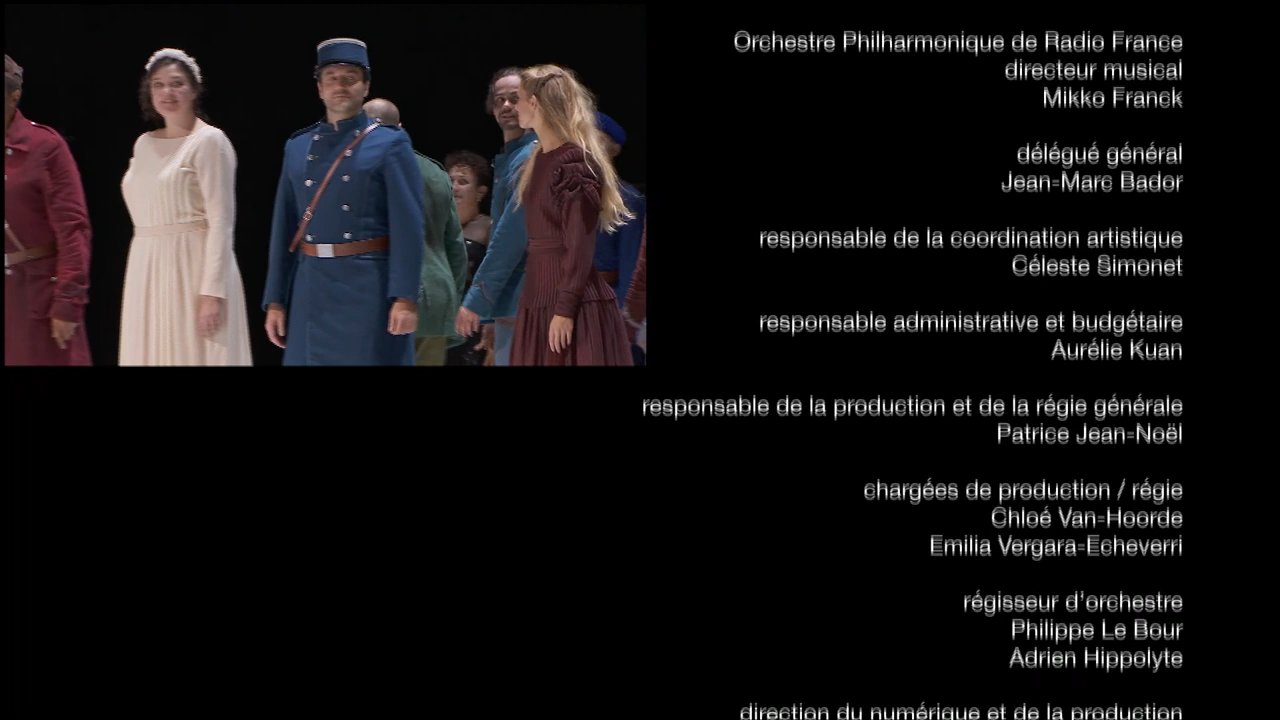 Orchestre Philharmonique de Radio France
directeur musical
Mikko Franck
délégué général
Jean-Marc Bador
responsable de la coordination artistique
Céleste Simonet
responsable administrative et budgétaire
Aurélie Kuan
responsable de la production et de la régie générale
Patrice Jean-Noël
chargées de production / régie
Chloé Van-Hoorde
Emilia Vergara-Echeverri
régisseur d'orchestre
Philippe Le Bour
Adrien Hippolyte
direction du numérique et de la production